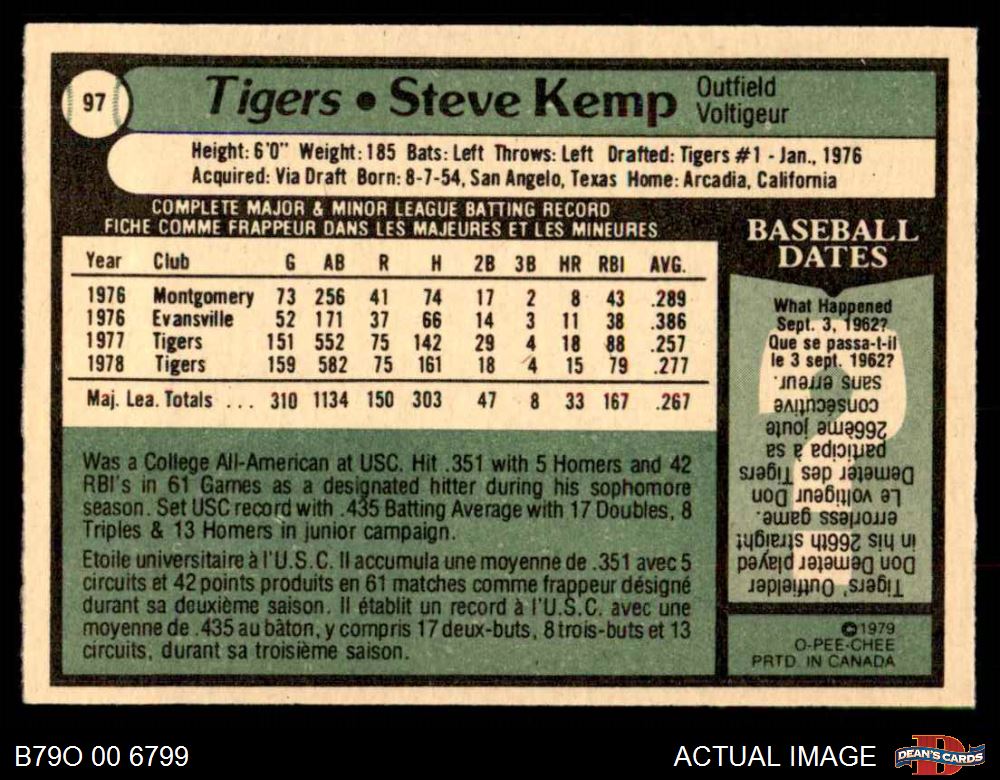 97
Tigers • Steve Kemp Outfield
Voltigeur
Height: 6'0" Weight: 185 Bats: Left Throws: Left Drafted: Tigers #1 - Jan., 1976
Acquired: Via Draft Born: 8-7-54, San Angelo, Texas Home: Arcadia, California
COMPLETE MAJOR & MINOR LEAGUE BATTING RECORD
FICHE COMME FRAPPEUR DANS LES MAJEURES ET LES MINEURES
Year Club G AB R H 2B 3B HR RBI AVG.
1976 Montgomery 73 256 41 74 17 2 8 43 .289
1976 Evansville 52 171 37 66 14 3 11 38 .386
1977 Tigers 151 552 75 142 29 4 18 88 .257
1978 Tigers 159 582 75 161 18 4 15 79 .277
Maj. Lea. Totals ... 310 1134 150 303 47 8 33 167 .267
Was a College All-American at USC. Hit .351 with 5 Homers and 42
RBI's in 61 Games as a designated hitter during his sophomore
season. Set USC record with .435 Batting Average with 17 Doubles, 8
Triples & 13 Homers in junior campaign.
Etoile universitaire à l'U.S.C. Il accumula une moyenne de .351 avec 5
circuits et 42 points produits en 61 matches comme frappeur désigné
durant sa deuxième saison. Il établit un record à l'U.S.C. avec une
moyenne de .435 au bâton, y compris 17 deux-buts, 8 trois-buts et 13
circuits, durant sa troisième saison.
BASEBALL
DATES
What Happened
Sept. 3, 1962?
Que se passa-t-il
le 3 sept. 1962?
Tigers' Outfielder
Don Demeter played
in his 266th straight
errorless game.
Le voltigeur Don
Demeter des Tigers
participa à sa
266ème joute
consécutive
sans erreur.
©1979
O-PEE-CHEE
PRTD. IN CANADA
B79O 00 6799
ACTUAL IMAGE
DEAN'S CARDS